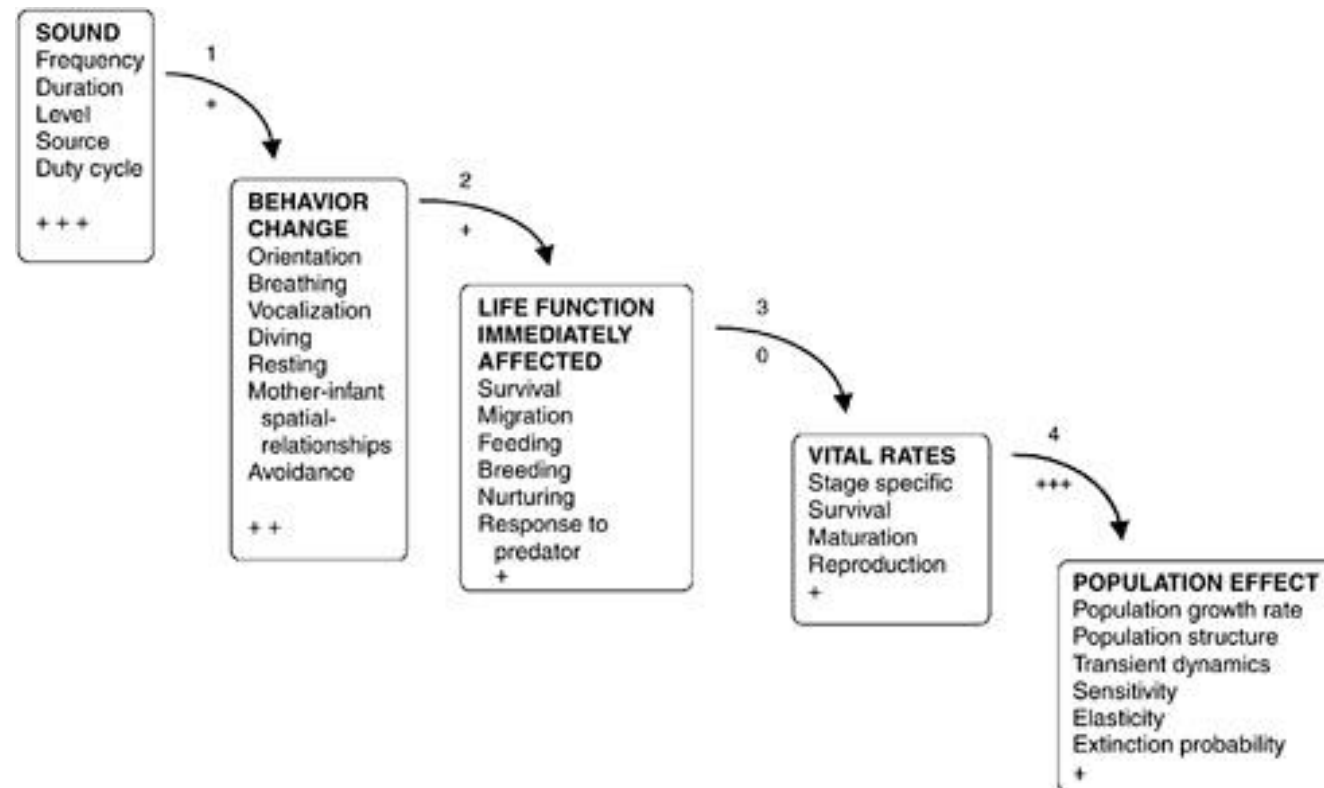 SOUND
Frequency
Duration
Level
Source
Duty cycle
+ + +
1
+
BEHAVIOR
CHANGE
Orientation
Breathing
Vocalization
Diving
Resting
Mother-infant
spatial-
relationships
Avoidance
+ +
2
+
LIFE FUNCTION
IMMEDIATELY
AFFECTED
Survival
Migration
Feeding
Breeding
Nurturing
Response to
predator
+
3
0
VITAL RATES
Stage specific
Survival
Maturation
Reproduction
+
4
+++
POPULATION EFFECT
Population growth rate
Population structure
Transient dynamics
Sensitivity
Elasticity
Extinction probability
+